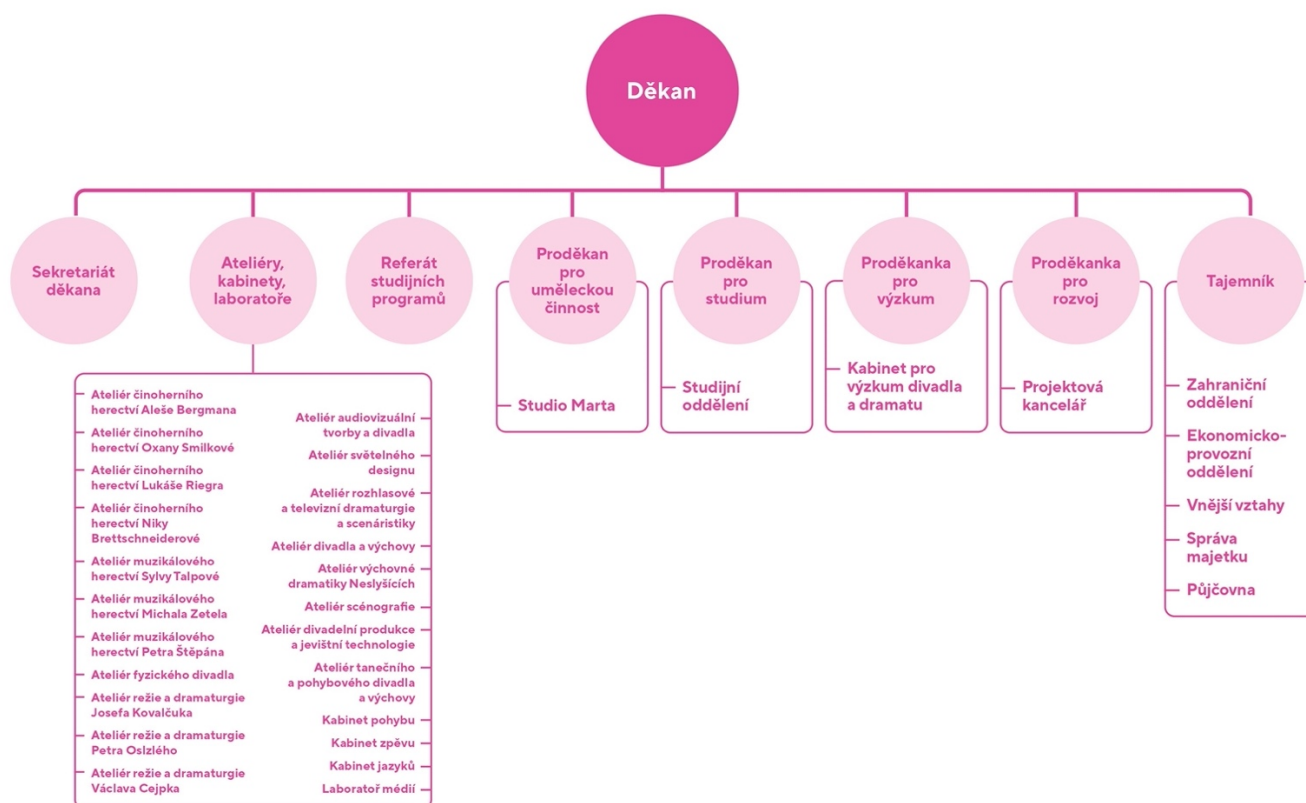 Děkan
Sekretariát
děkana
Ateliéry,
kabinety,
laboratoře
Referát
studijních
programů
Proděkan
pro
uměleckou
činnost
Proděkan
pro
studium
Proděkanka
pro
výzkum
Proděkanka
pro
rozvoj
Tajemník
Ateliér činoherního
herectví Aleše Bergmana
Ateliér činoherního
herectví Oxany Smilkové
Ateliér činoherního
herectví Lukáše Riegra
Ateliér činoherního
herectví Niky
Brettschneiderové
Ateliér muzikálového
herectví Sylvy Talpové
Ateliér muzikálového
herectví Michala Zetela
Ateliér muzikálového
herectví Petra Štěpána
Ateliér fyzického divadla
Ateliér režie a dramaturgie
Josefa Kovalčuka
Ateliér režie a dramaturgie
Petra Oslzlého
Ateliér režie a dramaturgie
Václava Cejpka
Ateliér audiovizuální
tvorby a divadla
Ateliér světelného
designu
Ateliér rozhlasové
a televizní dramaturgie
a scenáristiky
Ateliér divadla a výchovy
Ateliér výchovné
dramatiky Neslyšících
Ateliér scénografie
Ateliér divadelní produkce
a jevištní technologie
Ateliér tanečního
a pohybového divadla
a výchovy
Kabinet pohybu
Kabinet zpěvu
Kabinet jazyků
Laboratoř médií
Studio Marta
Studijní
oddělení
Kabinet pro
výzkum divadla
a dramatu
Projektová
kancelář
Zahraniční
oddělení
Ekonomicko-
provozní
oddělení
Vnější vztahy
Správa
majetku
Půjčovna